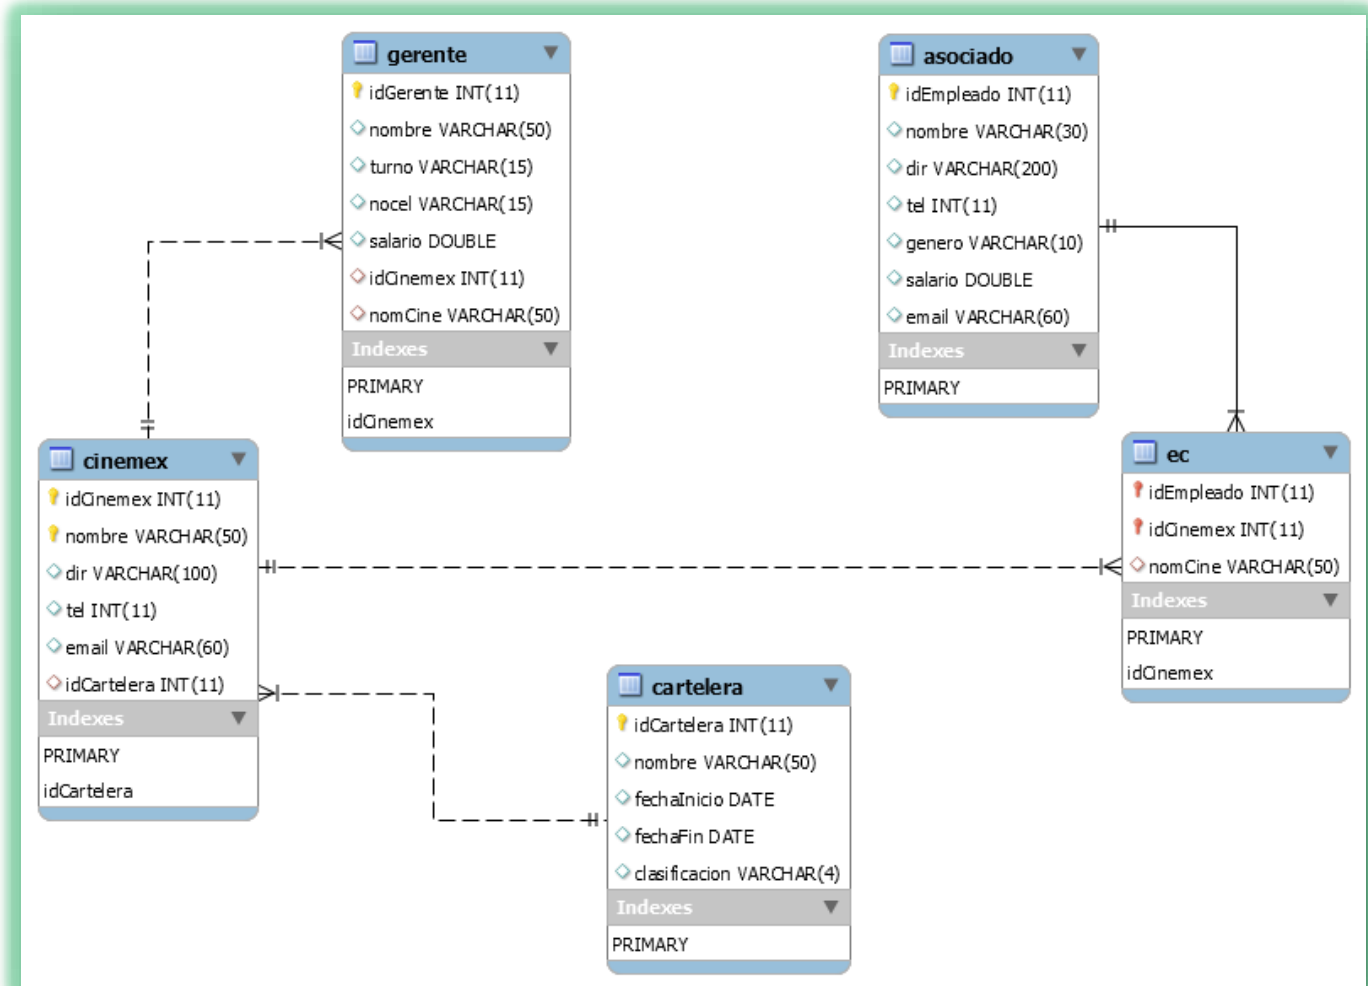 gerente
idGerente INT(11)
nombre VARCHAR(50)
turno VARCHAR(15)
nocel VARCHAR(15)
salario DOUBLE
idCinemex INT(11)
nomCine VARCHAR(50)
Indexes
PRIMARY
idCinemex
asociado
idEmpleado INT(11)
nombre VARCHAR(30)
dir VARCHAR(200)
tel INT(11)
genero VARCHAR(10)
salario DOUBLE
email VARCHAR(60)
Indexes
PRIMARY
cinemex
idCinemex INT(11)
nombre VARCHAR(50)
dir VARCHAR(100)
tel INT(11)
email VARCHAR(60)
idCartelera INT(11)
Indexes
PRIMARY
idCartelera
ec
idEmpleado INT(11)
idCinemex INT(11)
nomCine VARCHAR(50)
Indexes
PRIMARY
idCinemex
cartelera
idCartelera INT(11)
nombre VARCHAR(50)
fechaInicio DATE
fechaFin DATE
clasificacion VARCHAR(4)
Indexes
PRIMARY